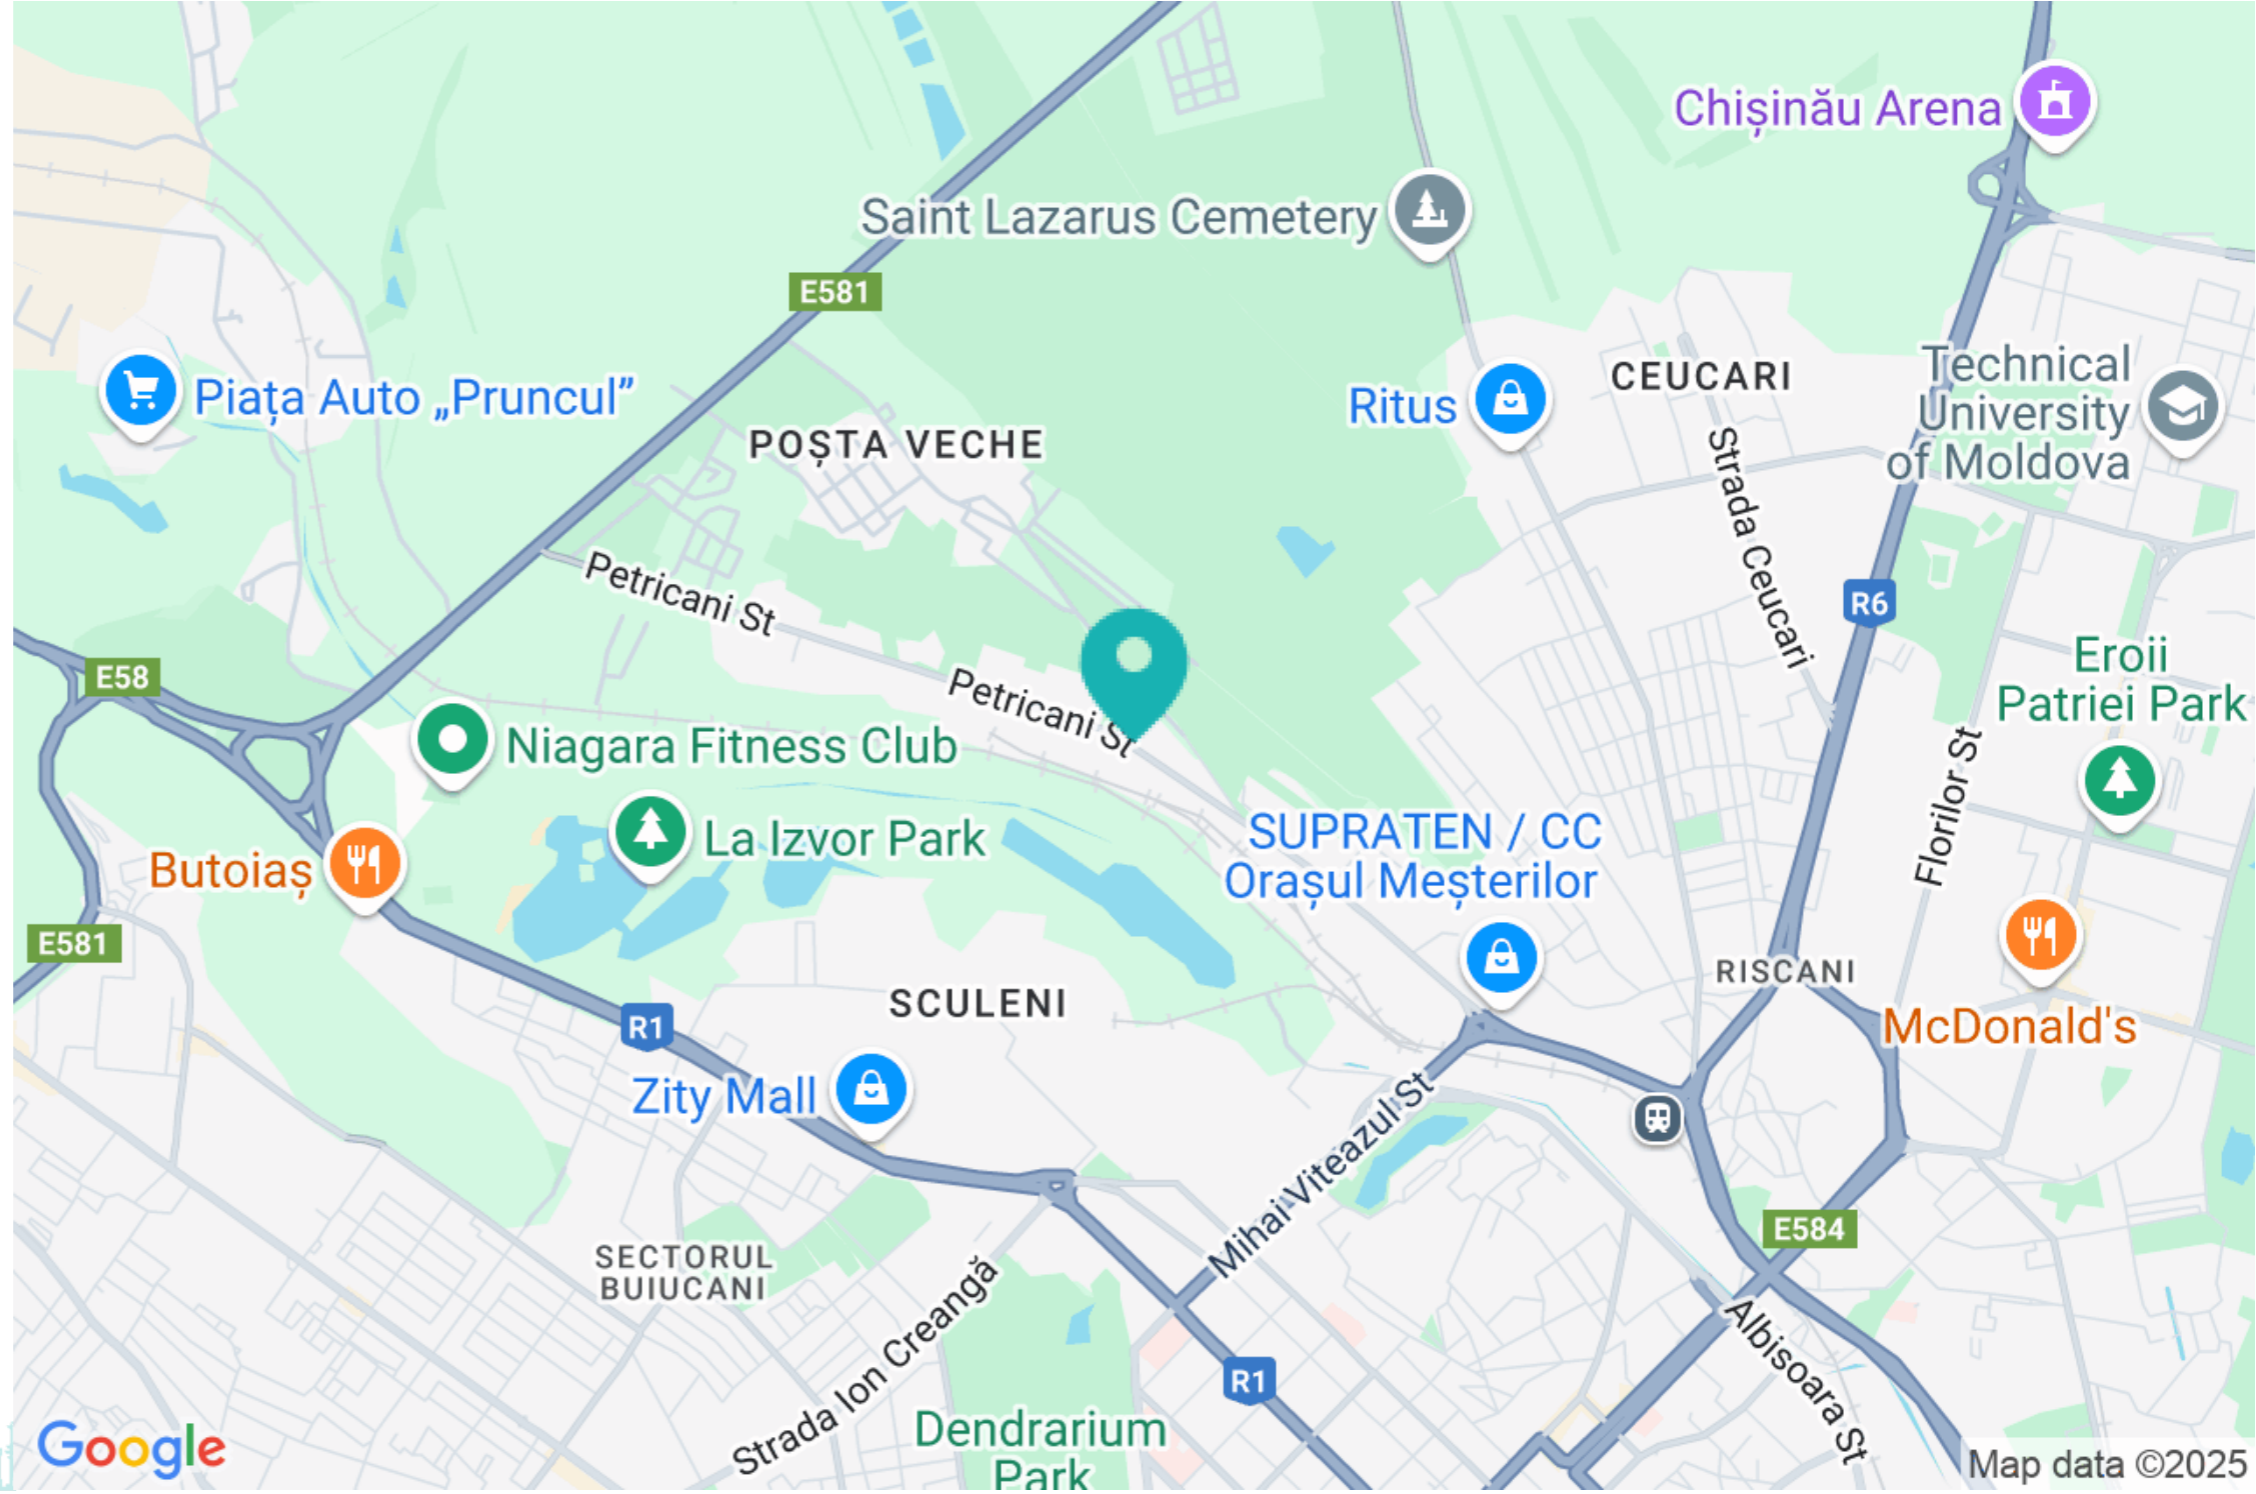 Chișinău Arena
Saint Lazarus Cemetery
E581
Piața Auto „Pruncul”
POȘTA VECHE
Ritus
CEUCARI
Technical
University
of Moldova
Strada Ceucari
Petricani St
R6
E58
Petricani St
Eroii
Patriei Park
Niagara Fitness Club
Florilor St
La Izvor Park
SUPRATEN / CC
Orașul Meșterilor
Butoiaș
E581
RISCANI
SCULENI
R1
McDonald's
Zity Mall
Mihai Viteazul St
SECTORUL
BUIUCANI
E584
Strada Ion Creangă
Albisoara St
R1
Dendrarium
Park
Google
Map data ©2025